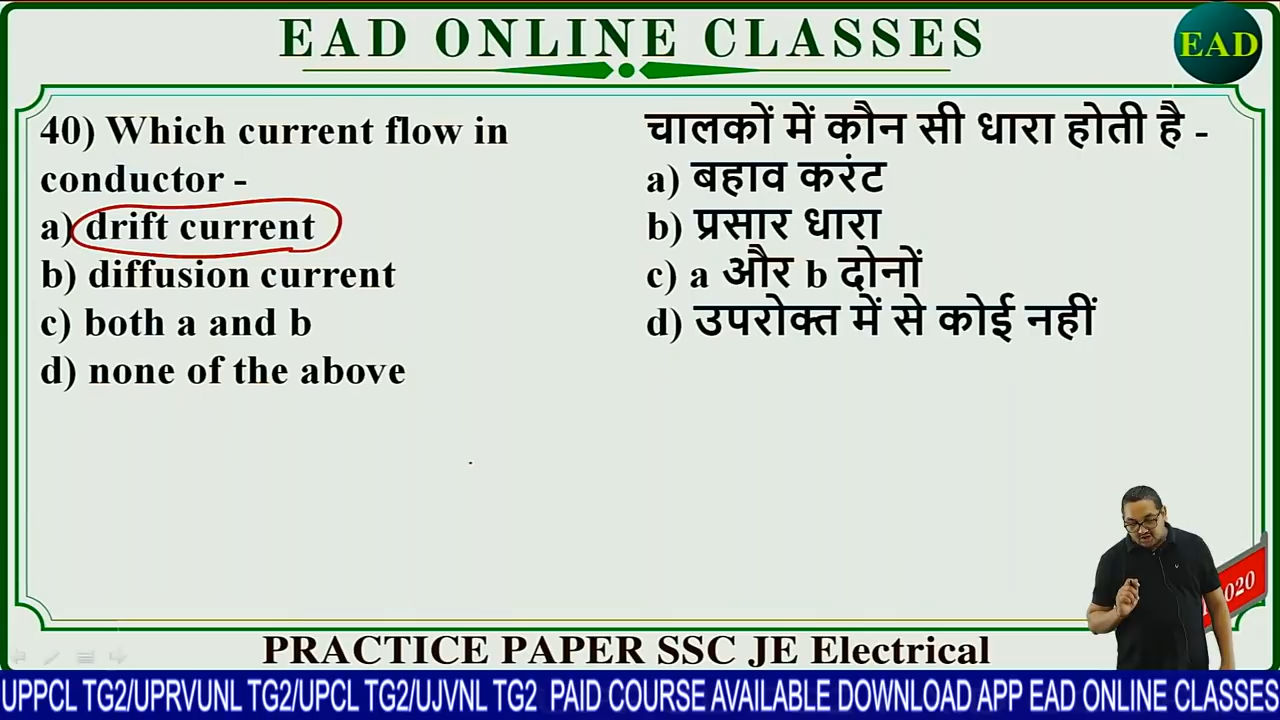 EAD ONLINE CLASSES
EAD
40) Which current flow in
conductor -
a) drift current
b) diffusion current
c) both a and b
d) none of the above
चालकों में कौन सी धारा होती है -
a) बहाव करंट
b) प्रसार धारा
c) a और b दोनों
d) उपरोक्त में से कोई नहीं
020
PRACTICE PAPER SSC JE Electrical
UPPCL TG2/UPRVUNL TG2/UPCL TG2/UJVNL TG2 PAID COURSE AVAILABLE DOWNLOAD APP EAD ONLINE CLASSES